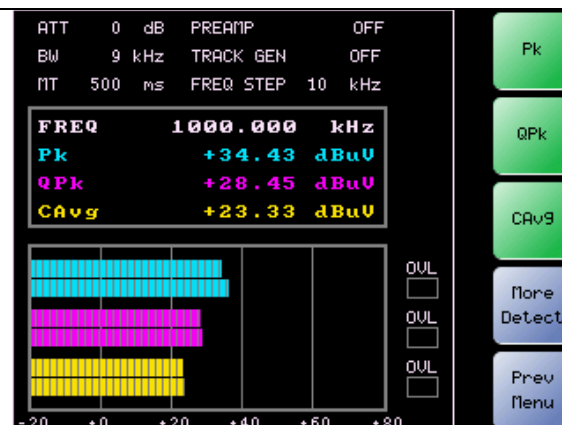 ATT 0 dB PREAMP OFF
BW 9 kHz TRACK GEN OFF
MT 500 ms FREQ STEP 10 kHz
FREQ 1000.000 kHz
Pk +34.43 dBuV
QPk +28.45 dBuV
CAvg +23.33 dBuV
OVL
OVL
OVL
-20 +0 +20 +40 +60 +80
Pk
QPk
CAvg
More
Detect
Prev
Menu